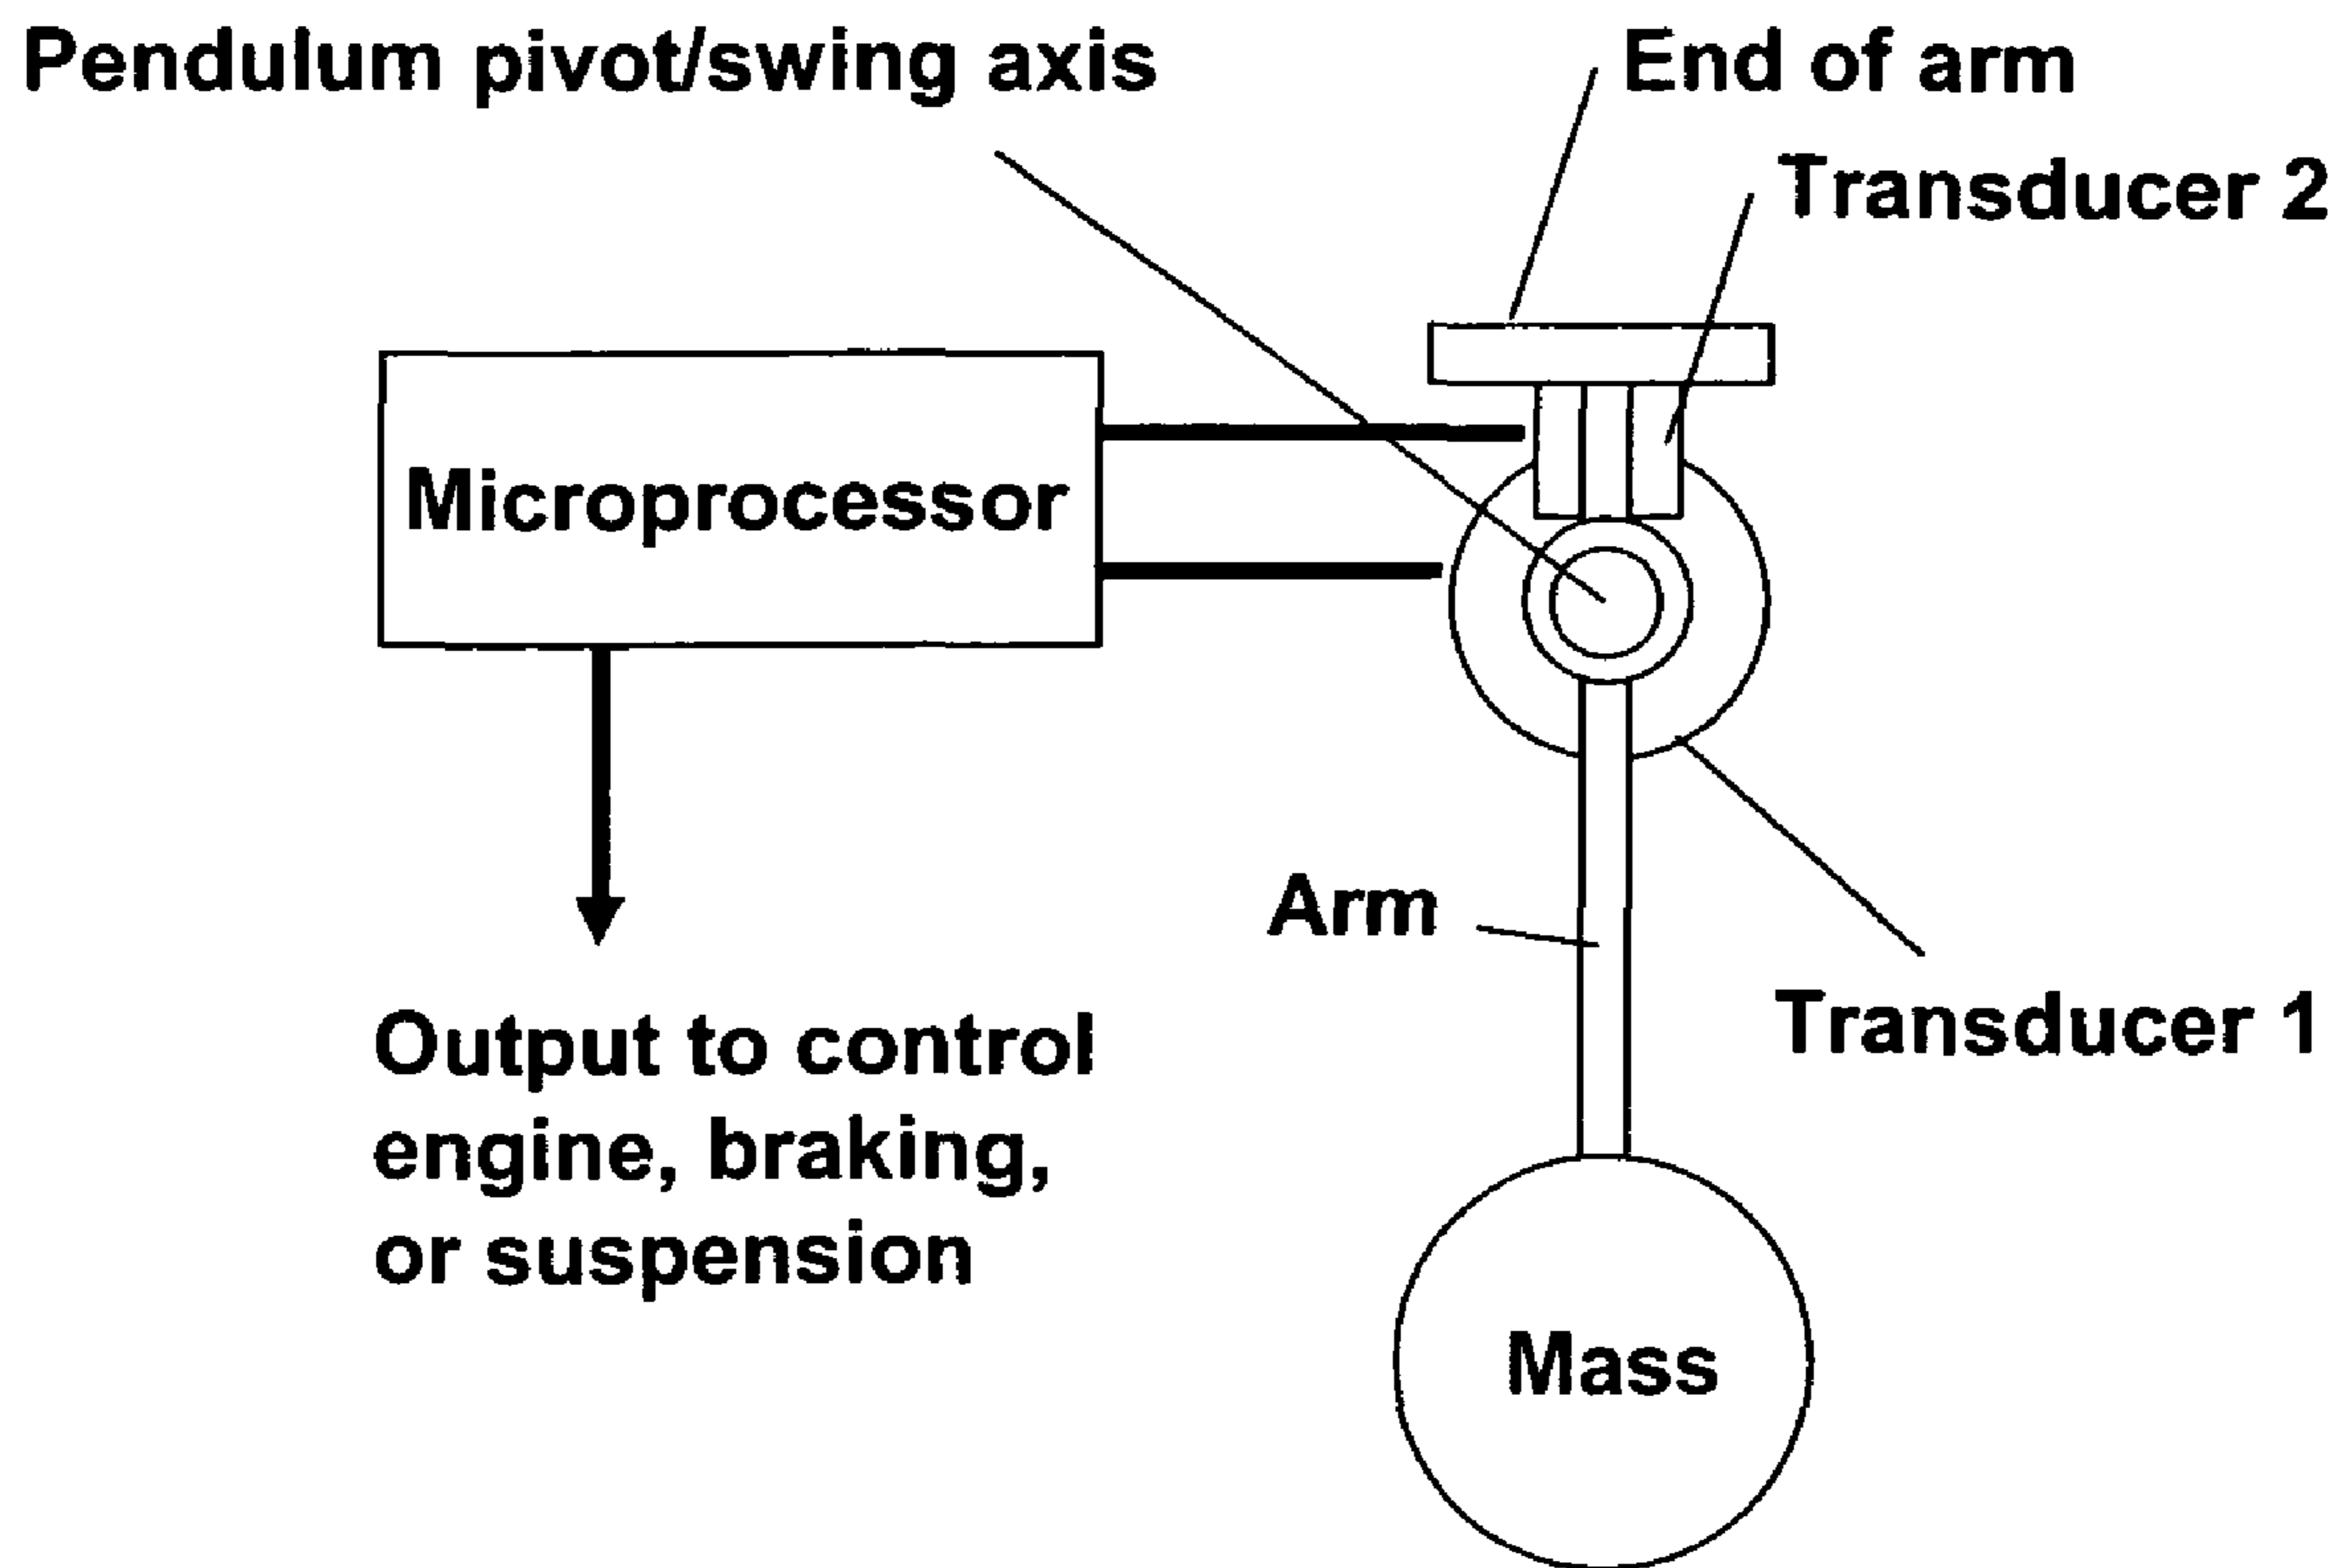 Pendulum pivot/swing axis
End of arm
Transducer 2
Microprocessor
Arm
Transducer 1
Output to control
engine, braking,
or suspension
Mass